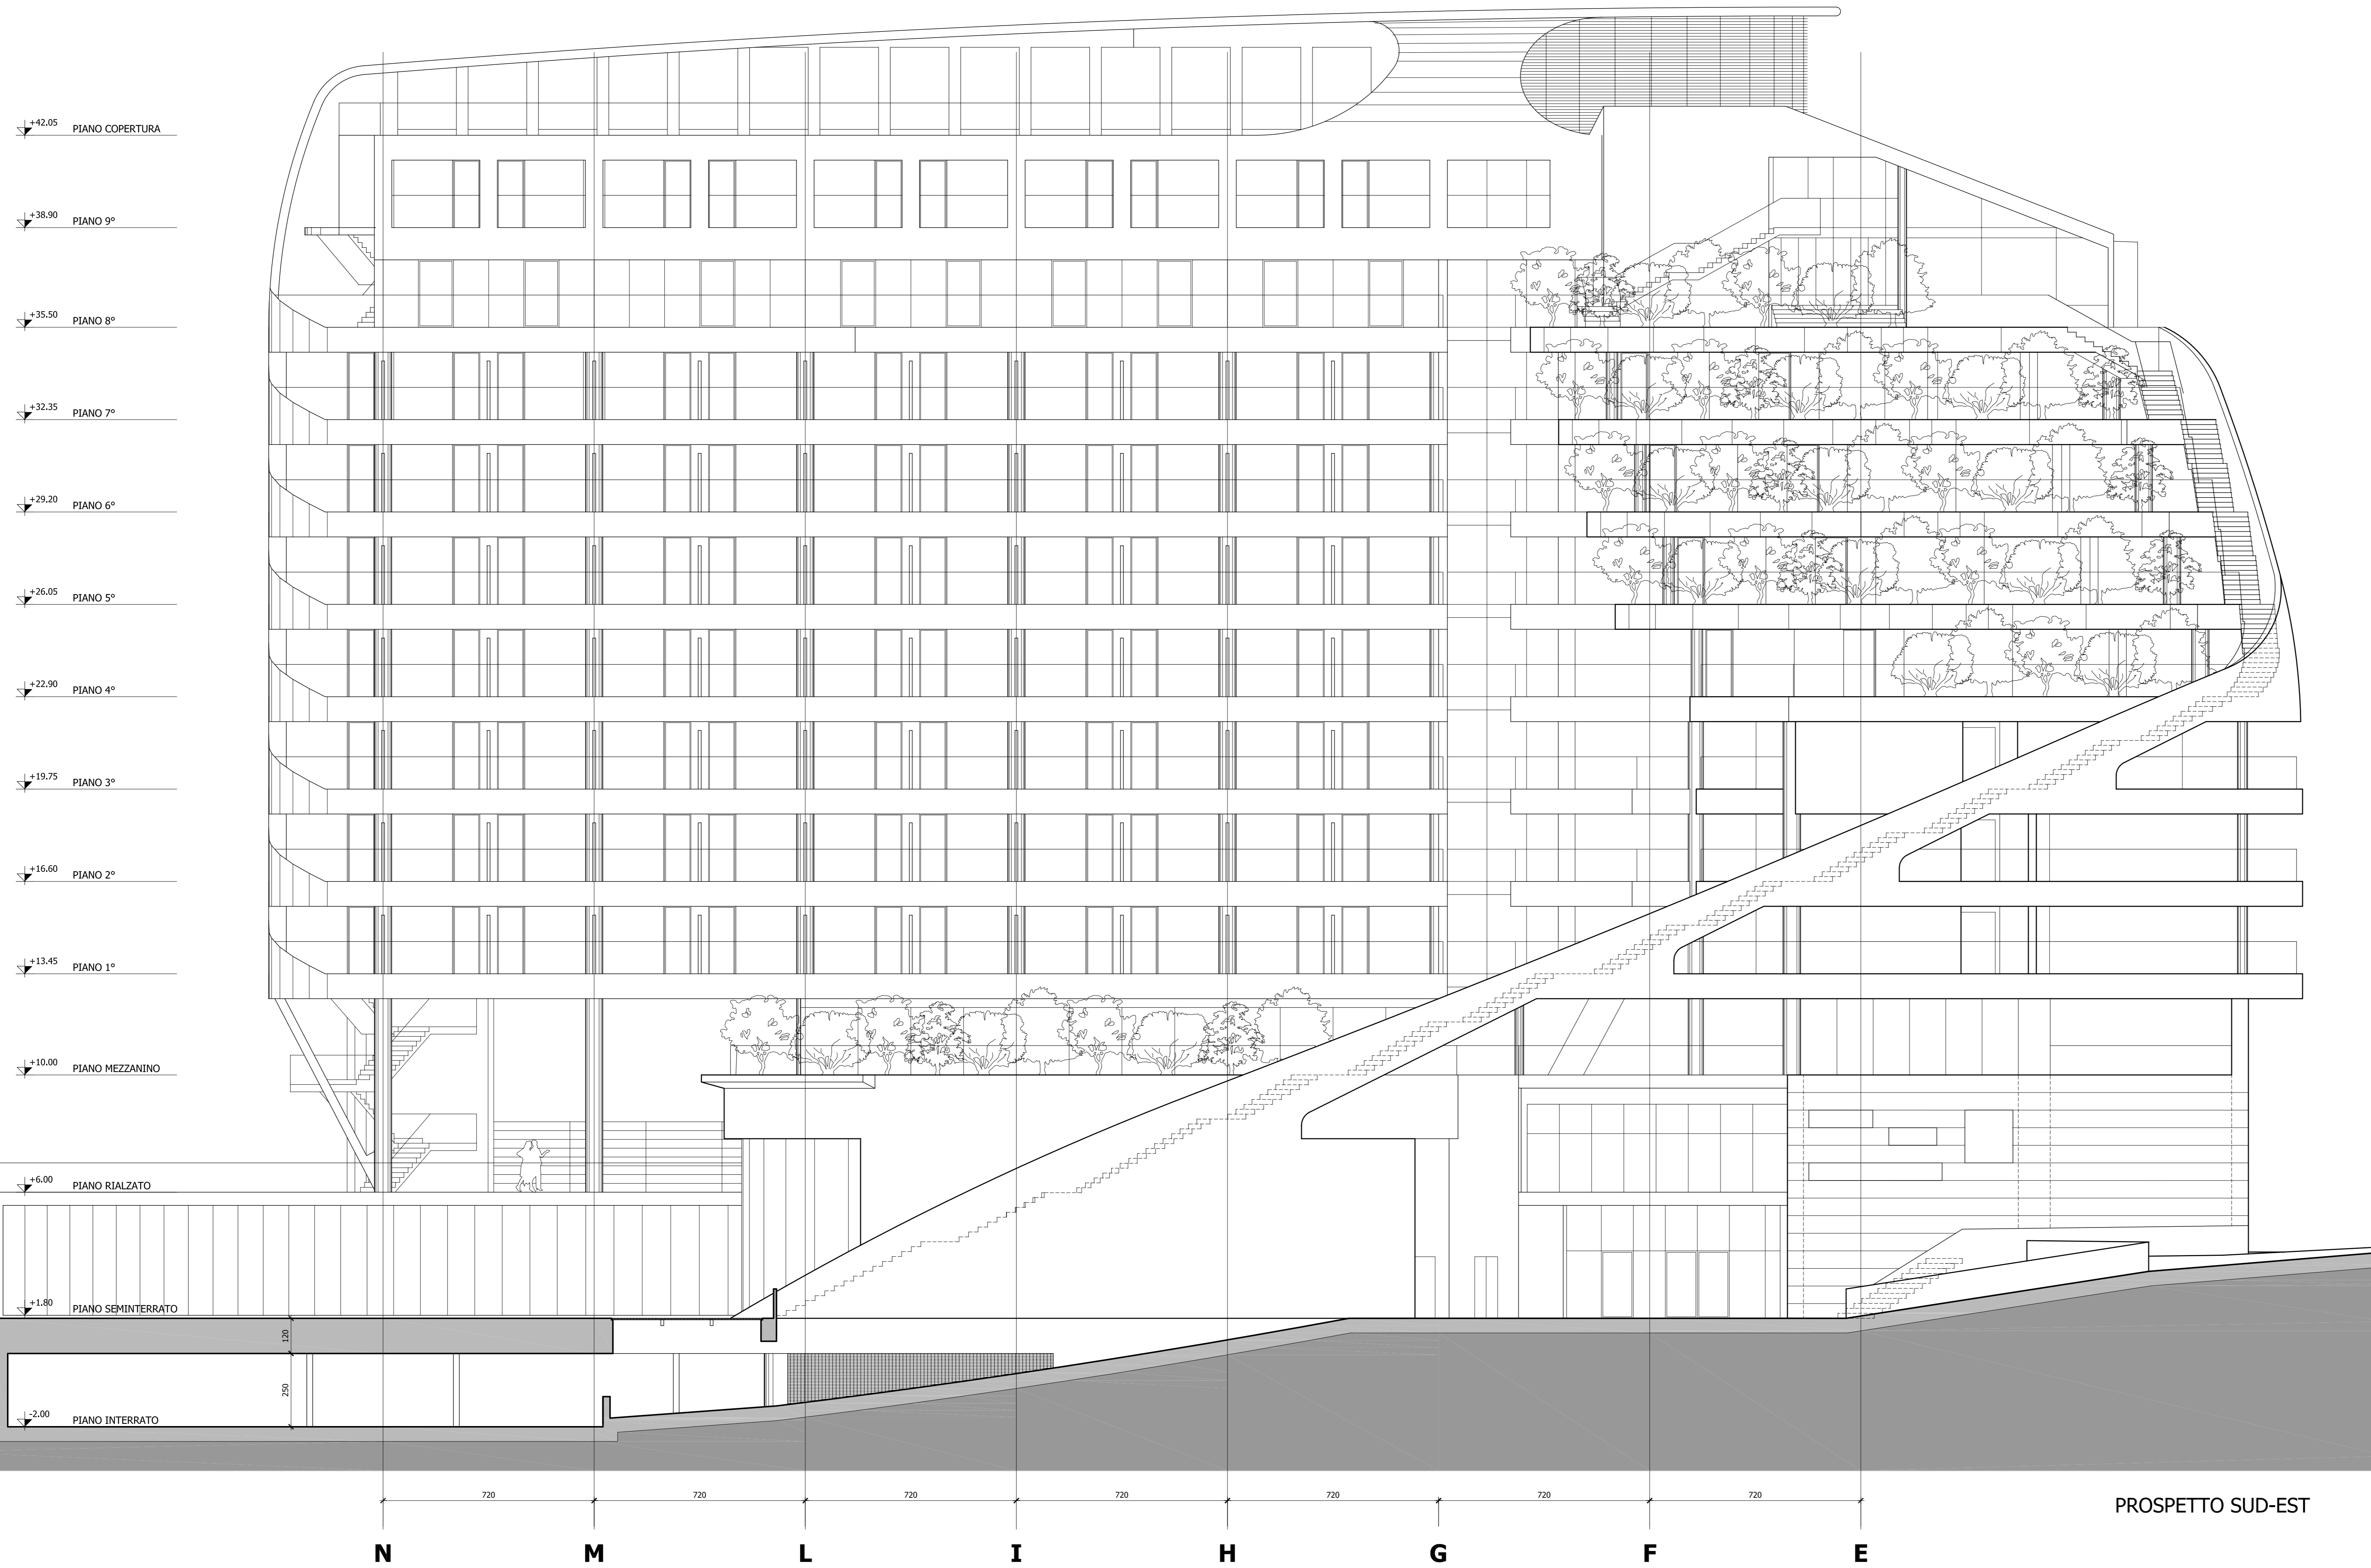 +42.05 PIANO COPERTURA
+38.90 PIANO 9°
+35.50 PIANO 8°
+32.35 PIANO 7°
+29.20 PIANO 6°
+26.05 PIANO 5°
+22.90 PIANO 4°
+19.75 PIANO 3°
+16.60 PIANO 2°
+13.45 PIANO 1°
+10.00 PIANO MEZZANINO
+6.00 PIANO RIALZATO
+1.80 PIANO SEMINTERRATO
120
250
-2.00 PIANO INTERRATO
720 720 720 720 720 720 720
PROSPETTO SUD-EST
N M L I H G F E